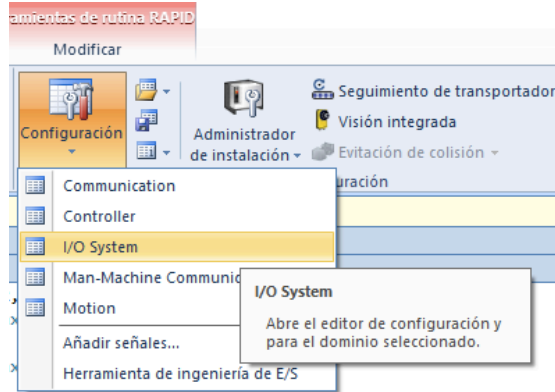 amientas de rutina RAPID
Modificar
Configuración
Administrador
de instalación
Seguimiento de transportador
Visión integrada
Evitación de colisión
uración
Communication
Controller
I/O System
Man-Machine Communic
Motion
Añadir señales...
Herramienta de ingeniería de E/S
I/O System
Abre el editor de configuración y
para el dominio seleccionado.